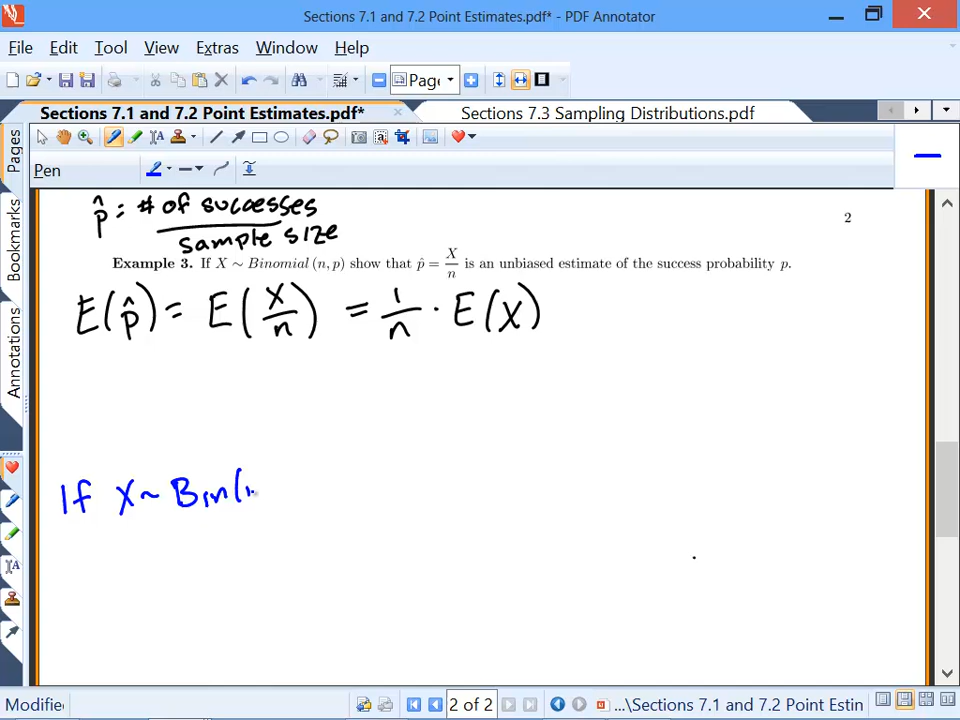 Sections 7.1 and 7.2 Point Estimates.pdf* - PDF Annotator
File Edit Tool View Extras Window Help
Page
Sections 7.1 and 7.2 Point Estimates.pdf* Sections 7.3 Sampling Distributions.pdf
Pen
Pages
Bookmarks
Annotations
p̂ = # of successes / sample size
2
Example 3. If X ~ Binomial (n, p) show that p̂ = X/n is an unbiased estimate of the success probability p.
E(p̂) = E(X/n) = 1/n · E(X)
If X ~ Bin(
Modifie
2 of 2
...\Sections 7.1 and 7.2 Point Estin